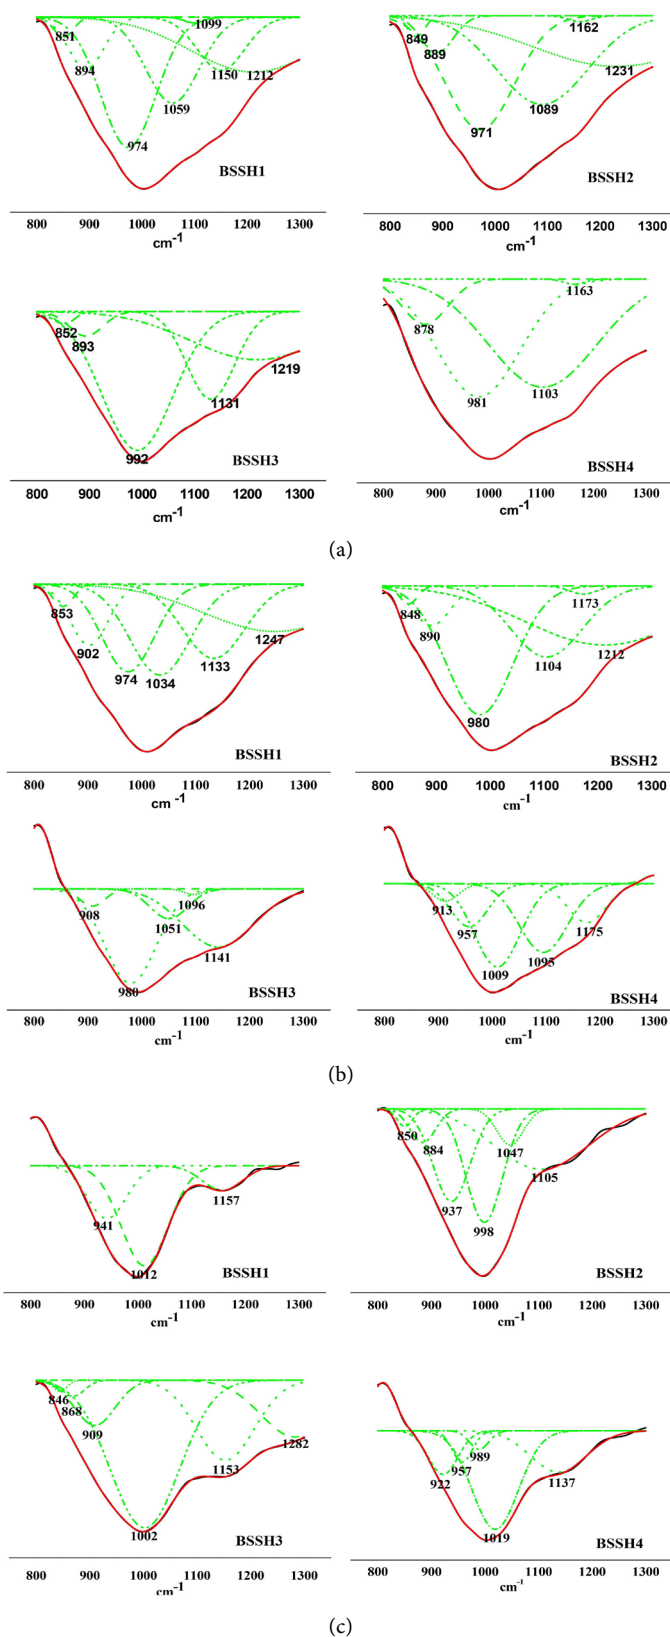 851
1099
894
1150 1212
1059
974
BSSH1
800 900 1000 1100 1200 1300
cm-1
1162
849
889
1231
1089
971
BSSH2
800 900 1000 1100 1200 1300
cm-1
852
893
1219
1131
992
BSSH3
800 900 1000 1100 1200 1300
cm-1
1163
878
981
1103
BSSH4
800 900 1000 1100 1200 1300
cm-1
(a)
853
902
1247
1133
974 1034
BSSH1
800 900 1000 1100 1200 1300
cm-1
1173
848
890
1104
1212
980
BSSH2
800 900 1000 1100 1200 1300
cm-1
1096
908
1051
1141
980
BSSH3
800 900 1000 1100 1200 1300
cm-1
913
957
1175
1009
1095
BSSH4
800 900 1000 1100 1200 1300
cm-1
(b)
1157
941
1012
BSSH1
800 900 1000 1100 1200 1300
cm-1
850
884
1047
1105
937
998
BSSH2
800 900 1000 1100 1200 1300
cm-1
846
868
909
1282
1153
1002
BSSH3
800 900 1000 1100 1200 1300
cm-1
989
957
922
1137
1019
BSSH4
800 900 1000 1100 1200 1300
cm-1
(c)